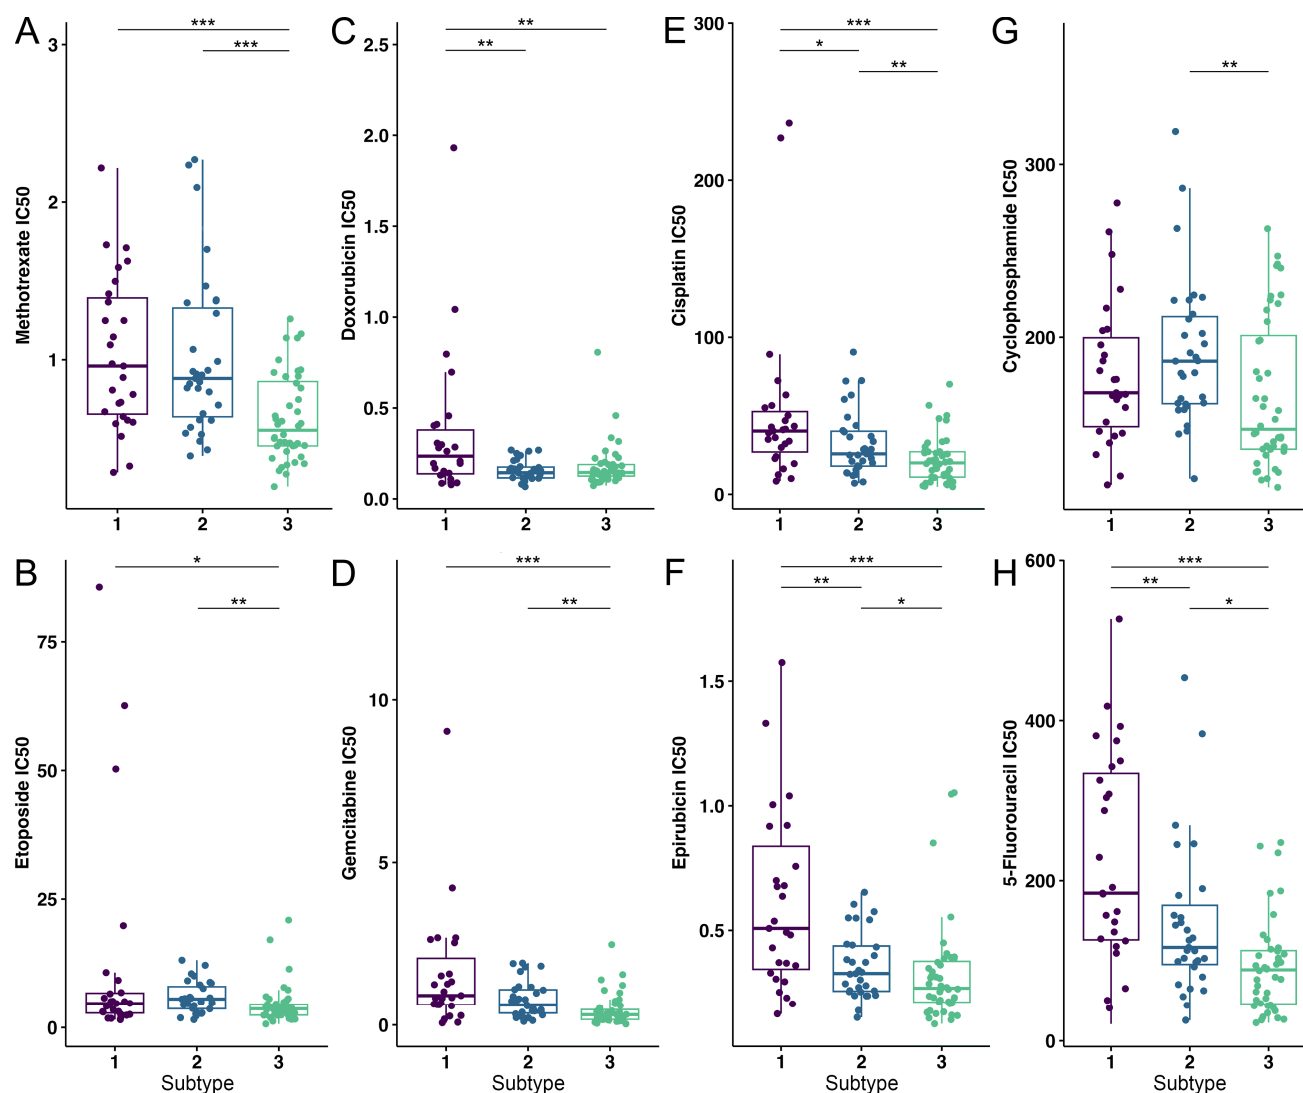 A
***
***
3
2
1
Methotrexate IC50
1 2 3
C
**
**
2.5
2.0
1.5
1.0
0.5
0.0
Doxorubicin IC50
1 2 3
E
***
*
**
300
200
100
0
Cisplatin IC50
1 2 3
G
**
300
200
Cyclophosphamide IC50
1 2 3
B
*
**
75
50
25
0
Etoposide IC50
1 2 3
Subtype
D
***
**
10
5
0
Gemcitabine IC50
1 2 3
Subtype
F
***
**
*
1.5
1.0
0.5
Epirubicin IC50
1 2 3
Subtype
H
***
**
*
600
400
200
0
5-Fluorouracil IC50
1 2 3
Subtype